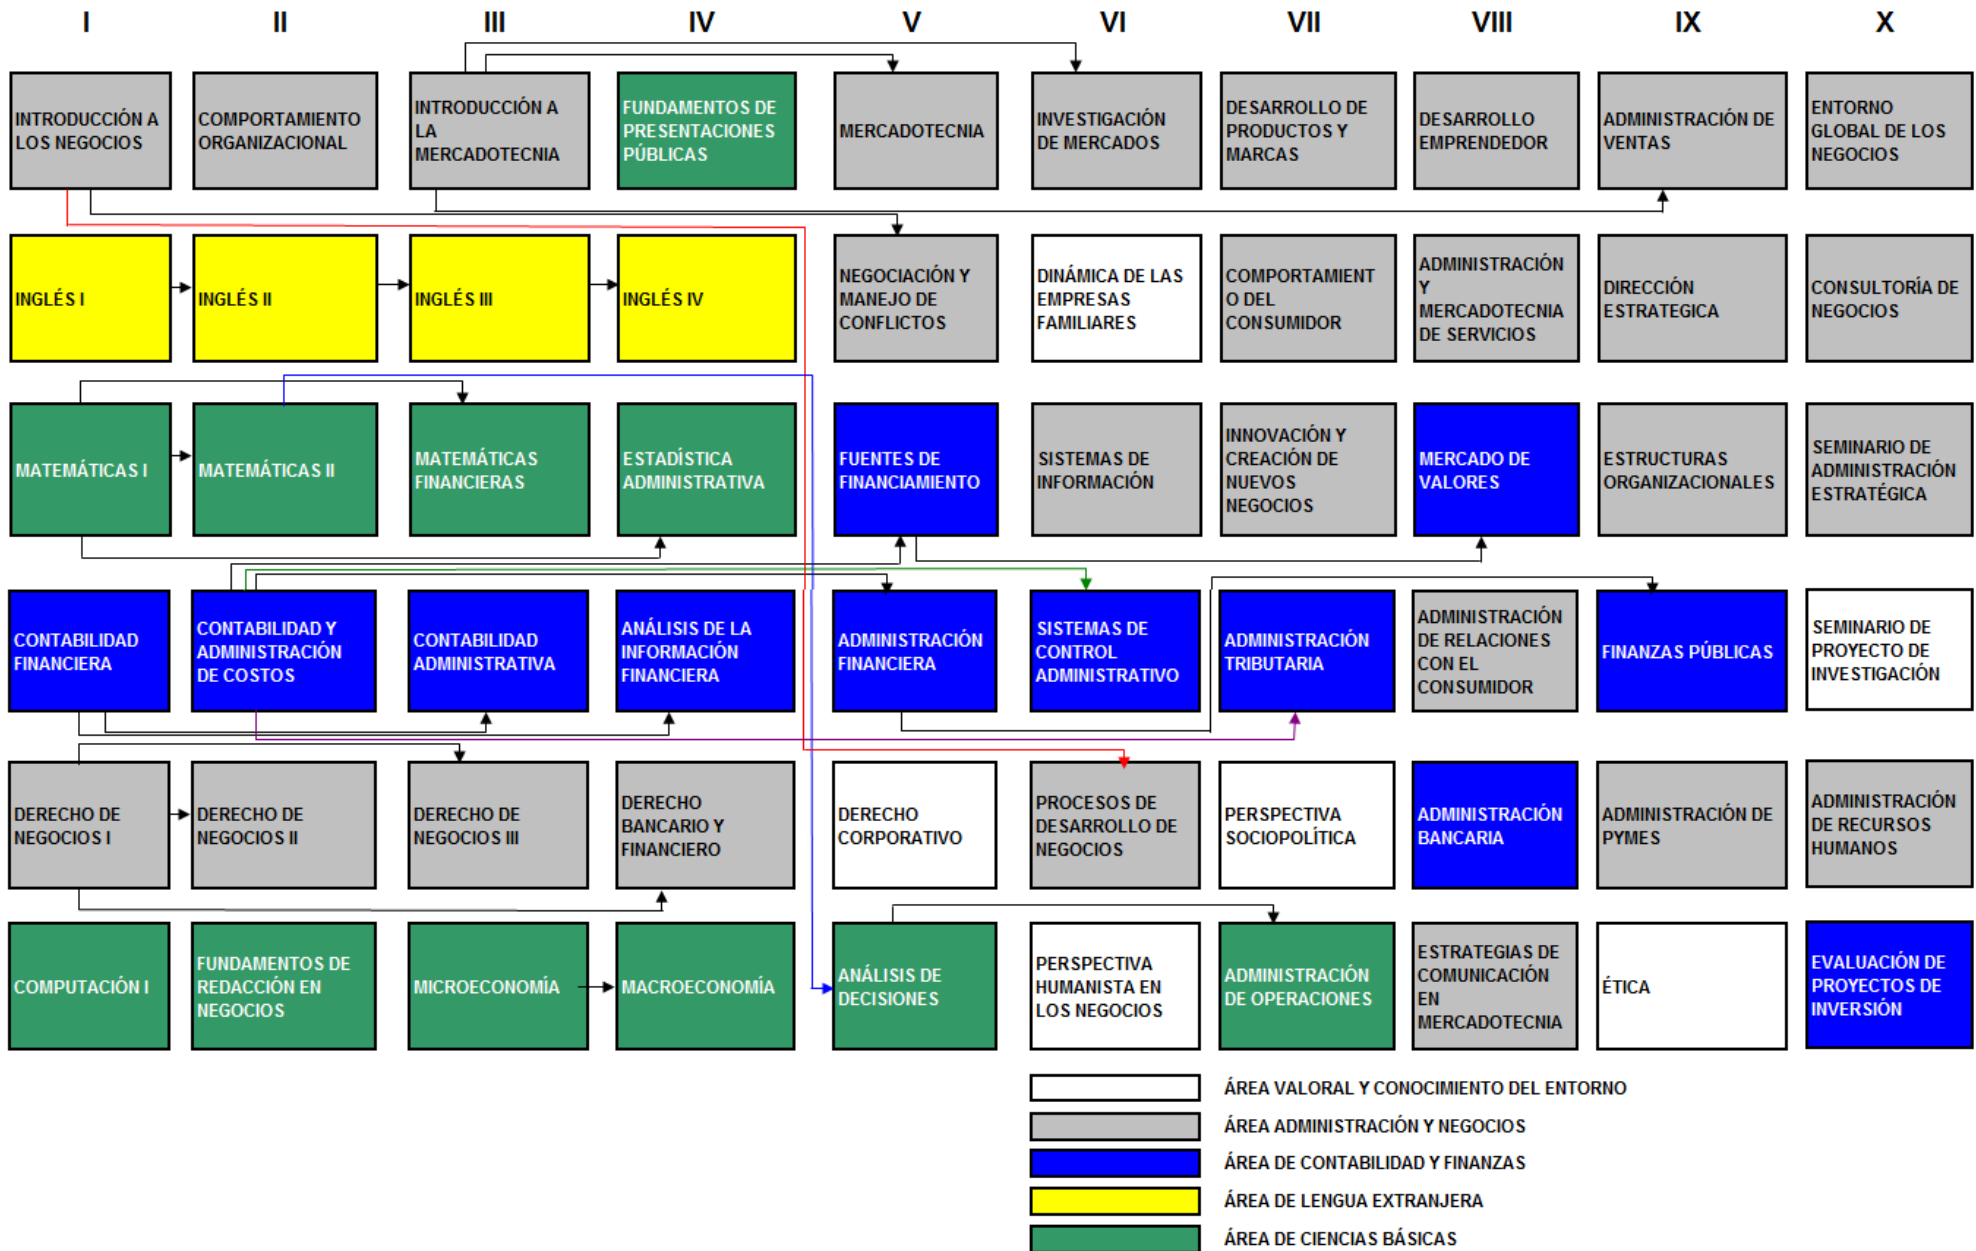 I II III IV V VI VII VIII IX X
INTRODUCCIÓN A
LOS NEGOCIOS
COMPORTAMIENTO
ORGANIZACIONAL
INTRODUCCIÓN A
LA
MERCADOTECNIA
FUNDAMENTOS DE
PRESENTACIONES
PÚBLICAS
MERCADOTECNIA
INVESTIGACIÓN
DE MERCADOS
DESARROLLO DE
PRODUCTOS Y
MARCAS
DESARROLLO
EMPRENDEDOR
ADMINISTRACIÓN DE
VENTAS
ENTORNO
GLOBAL DE LOS
NEGOCIOS
INGLÉS I
INGLÉS II
INGLÉS III
INGLÉS IV
NEGOCIACIÓN Y
MANEJO DE
CONFLICTOS
DINÁMICA DE LAS
EMPRESAS
FAMILIARES
COMPORTAMIENT
O DEL
CONSUMIDOR
ADMINISTRACIÓN
Y
MERCADOTECNIA
DE SERVICIOS
DIRECCIÓN
ESTRATEGICA
CONSULTORÍA DE
NEGOCIOS
MATEMÁTICAS I
MATEMÁTICAS II
MATEMÁTICAS
FINANCIERAS
ESTADÍSTICA
ADMINISTRATIVA
FUENTES DE
FINANCIAMIENTO
SISTEMAS DE
INFORMACIÓN
INNOVACIÓN Y
CREACIÓN DE
NUEVOS
NEGOCIOS
MERCADO DE
VALORES
ESTRUCTURAS
ORGANIZACIONALES
SEMINARIO DE
ADMINISTRACIÓN
ESTRATÉGICA
CONTABILIDAD
FINANCIERA
CONTABILIDAD Y
ADMINISTRACIÓN
DE COSTOS
CONTABILIDAD
ADMINISTRATIVA
ANÁLISIS DE LA
INFORMACIÓN
FINANCIERA
ADMINISTRACIÓN
FINANCIERA
SISTEMAS DE
CONTROL
ADMINISTRATIVO
ADMINISTRACIÓN
TRIBUTARIA
ADMINISTRACIÓN
DE RELACIONES
CON EL
CONSUMIDOR
FINANZAS PÚBLICAS
SEMINARIO DE
PROYECTO DE
INVESTIGACIÓN
DERECHO DE
NEGOCIOS I
DERECHO DE
NEGOCIOS II
DERECHO DE
NEGOCIOS III
DERECHO
BANCARIO Y
FINANCIERO
DERECHO
CORPORATIVO
PROCESOS DE
DESARROLLO DE
NEGOCIOS
PERSPECTIVA
SOCIOPOLÍTICA
ADMINISTRACIÓN
BANCARIA
ADMINISTRACIÓN DE
PYMES
ADMINISTRACIÓN
DE RECURSOS
HUMANOS
COMPUTACIÓN I
FUNDAMENTOS DE
REDACCIÓN EN
NEGOCIOS
MICROECONOMÍA
MACROECONOMÍA
ANÁLISIS DE
DECISIONES
PERSPECTIVA
HUMANISTA EN
LOS NEGOCIOS
ADMINISTRACIÓN
DE OPERACIONES
ESTRATEGIAS DE
COMUNICACIÓN
EN
MERCADOTECNIA
ÉTICA
EVALUACIÓN DE
PROYECTOS DE
INVERSIÓN
ÁREA VALORAL Y CONOCIMIENTO DEL ENTORNO
ÁREA ADMINISTRACIÓN Y NEGOCIOS
ÁREA DE CONTABILIDAD Y FINANZAS
ÁREA DE LENGUA EXTRANJERA
ÁREA DE CIENCIAS BÁSICAS